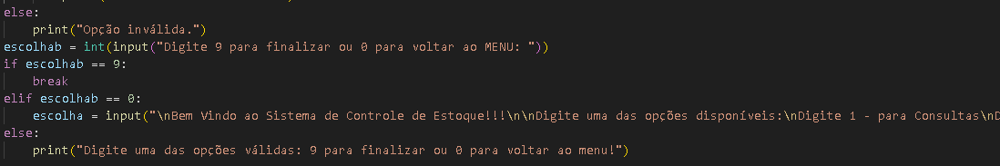 else:
print("Opção inválida.")
escolhab = int(input("Digite 9 para finalizar ou 0 para voltar ao MENU: "))
if escolhab == 9:
break
elif escolhab == 0:
escolha = input("\nBem Vindo ao Sistema de Controle de Estoque!!!\n\nDigite uma das opções disponíveis:\nDigite 1 - para Consultas\nD
else:
print("Digite uma das opções válidas: 9 para finalizar ou 0 para voltar ao menu!")